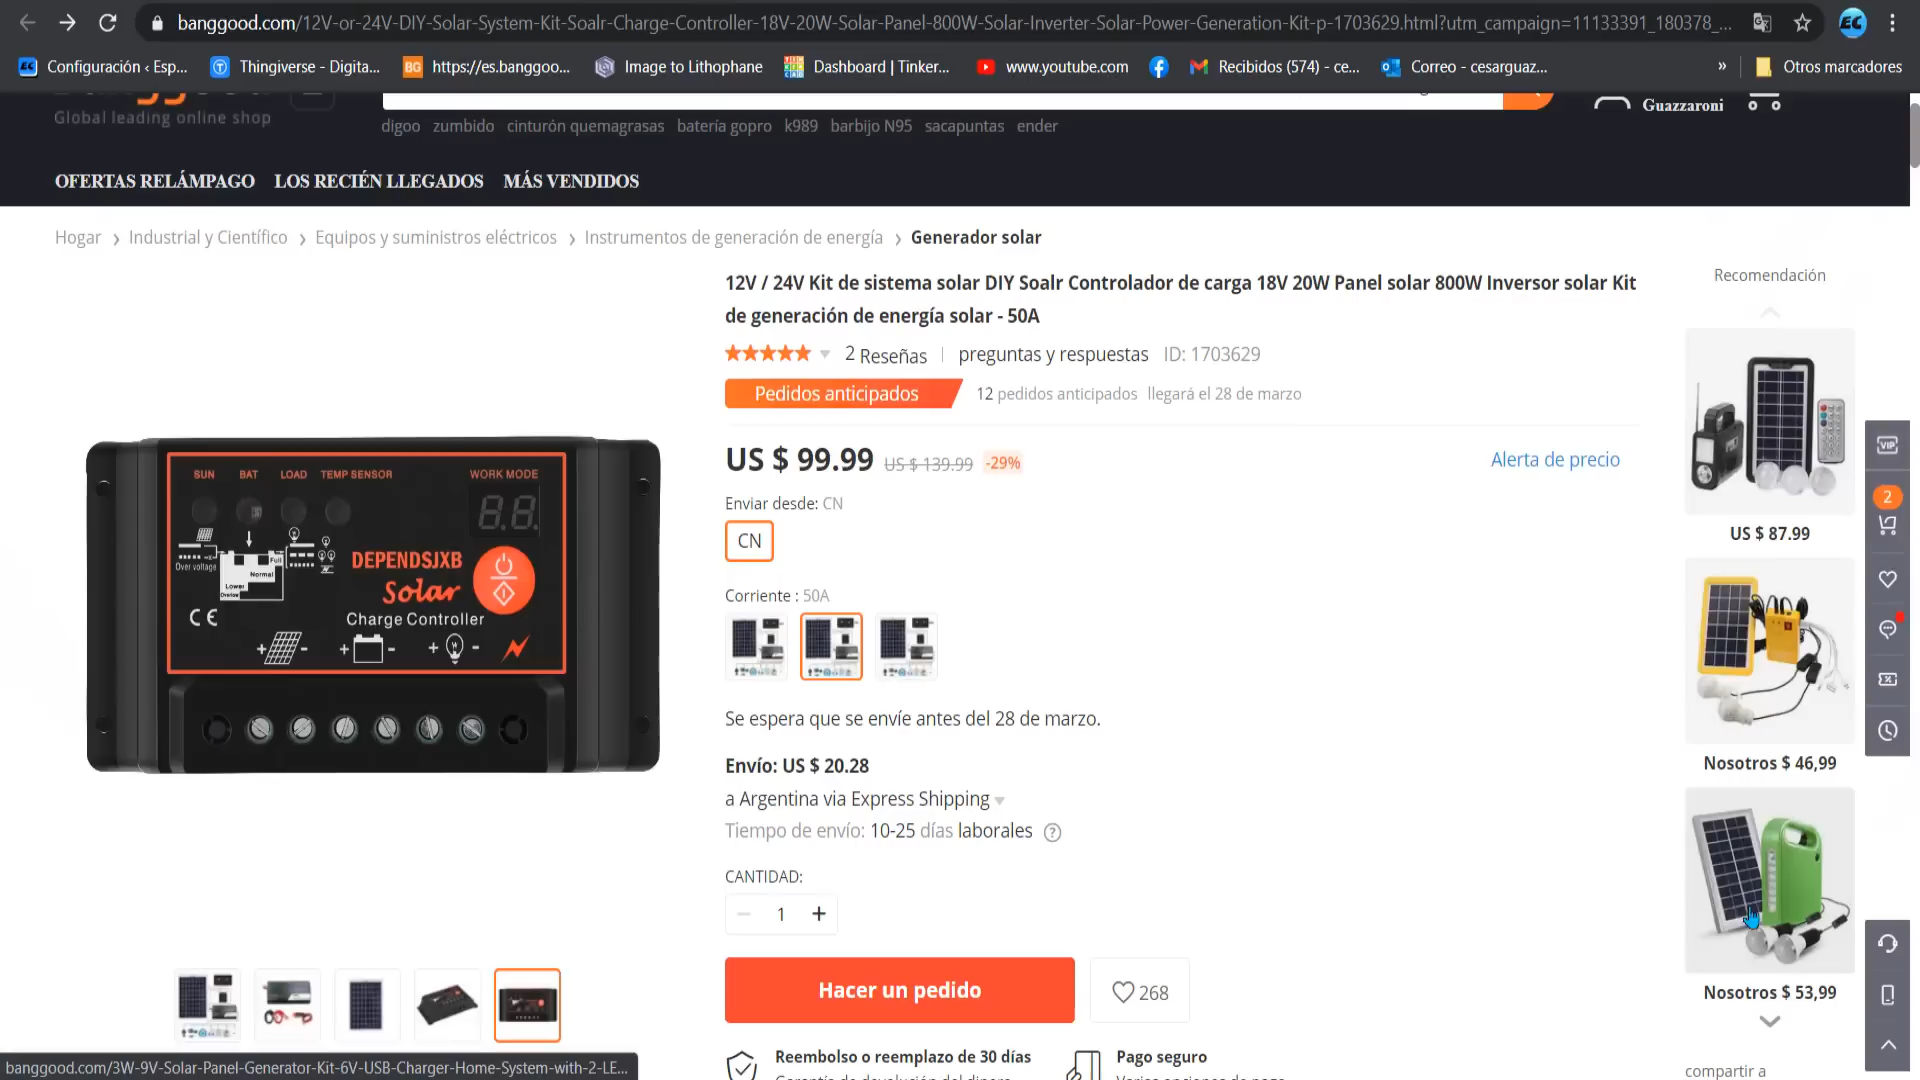 banggood.com/12V-or-24V-DIY-Solar-System-Kit-Soalr-Charge-Controller-18V-20W-Solar-Panel-800W-Solar-Inverter-Solar-Power-Generation-Kit-p-1703629.html?utm_campaign=11133391_180378_...
EC
Configuración ‹ Esp...
Thingiverse - Digita...
BG
https://es.banggoo...
Image to Lithophane
Dashboard | Tinker...
www.youtube.com
Recibidos (574) - ce...
Correo - cesarguaz...
»
Otros marcadores
Global leading online shop
Guazzaroni
digoo zumbido cinturón quemagrasas batería gopro k989 barbijo N95 sacapuntas ender
OFERTAS RELÁMPAGO LOS RECIÉN LLEGADOS MÁS VENDIDOS
Hogar › Industrial y Científico › Equipos y suministros eléctricos › Instrumentos de generación de energía › Generador solar
12V / 24V Kit de sistema solar DIY Soalr Controlador de carga 18V 20W Panel solar 800W Inversor solar Kit
de generación de energía solar - 50A
2 Reseñas | preguntas y respuestas ID: 1703629
Pedidos anticipados 12 pedidos anticipados llegará el 28 de marzo
US $ 99.99 US $ 139.99 -29%
Alerta de precio
Enviar desde: CN
CN
Corriente : 50A
Se espera que se envíe antes del 28 de marzo.
Envío: US $ 20.28
a Argentina via Express Shipping
Tiempo de envío: 10-25 días laborales ?
CANTIDAD:
− 1 +
Hacer un pedido
268
Reembolso o reemplazo de 30 días
Pago seguro
SUN BAT LOAD TEMP SENSOR WORK MODE
88.
Over voltage
Full
Normal
Lower
DEPENDSJXB
Solar
Charge Controller
CE
+ - + - + -
Recomendación
US $ 87.99
Nosotros $ 46,99
Nosotros $ 53,99
compartir a
VIP
2
banggood.com/3W-9V-Solar-Panel-Generator-Kit-6V-USB-Charger-Home-System-with-2-LE...